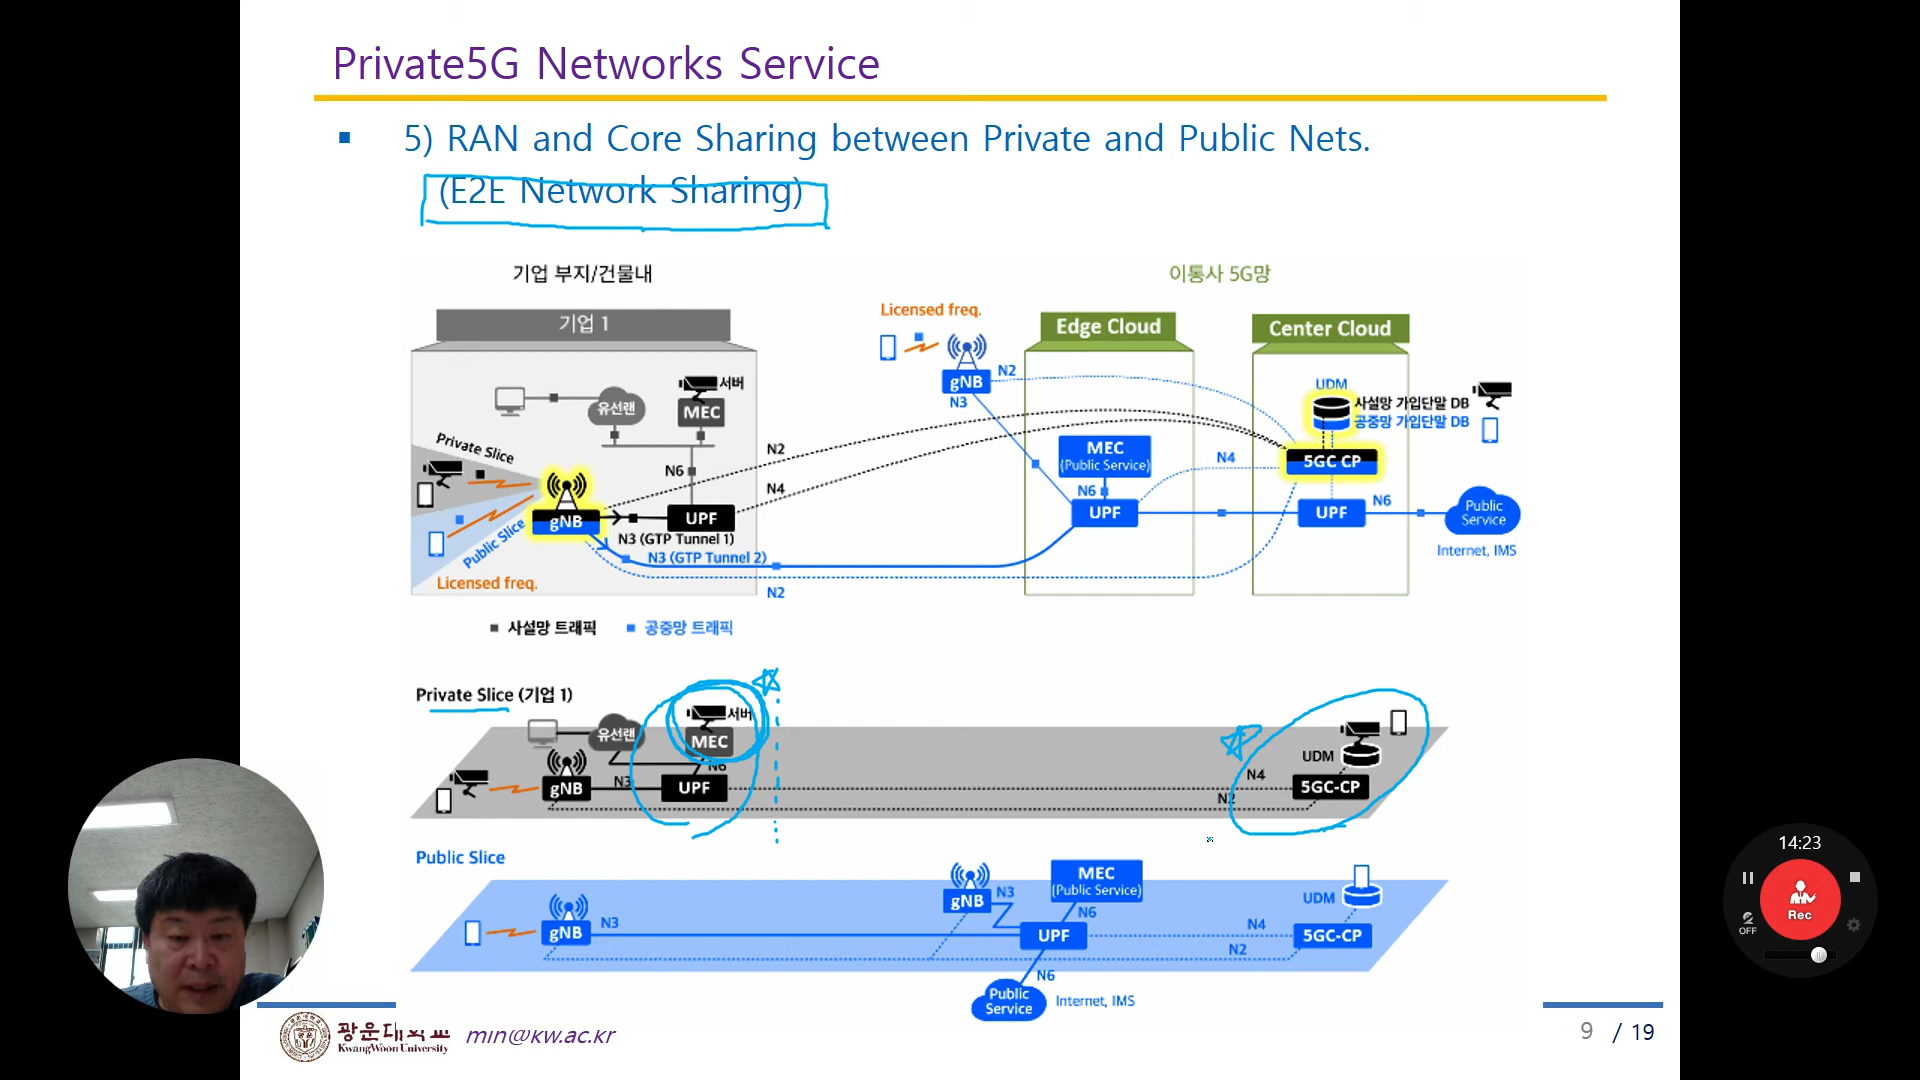 Private5G Networks Service
5) RAN and Core Sharing between Private and Public Nets.
(E2E Network Sharing)
기업 부지/건물내
이통사 5G망
기업 1
Licensed freq.
Edge Cloud
Center Cloud
서버
MEC
유선랜
Private Slice
N6
gNB
UPF
N3 (GTP Tunnel 1)
N3 (GTP Tunnel 2)
Public Slice
Licensed freq.
N2
N4
N2
gNB
N2
N3
MEC
(Public Service)
N6
UPF
N4
UDM
사설망 가입단말 DB
공중망 가입단말 DB
5GC CP
UPF
N6
Public
Service
Internet, IMS
사설망 트래픽
공중망 트래픽
Private Slice (기업 1)
유선랜
서버
MEC
N6
gNB
N3
UPF
N4
N2
UDM
5GC-CP
Public Slice
gNB
N3
gNB
N3
MEC
(Public Service)
N6
UPF
N6
Public
Service
Internet, IMS
N4
N2
UDM
5GC-CP
광운대학교
KwangWoon University
min@kw.ac.kr
9 / 19
14:23
Rec
OFF